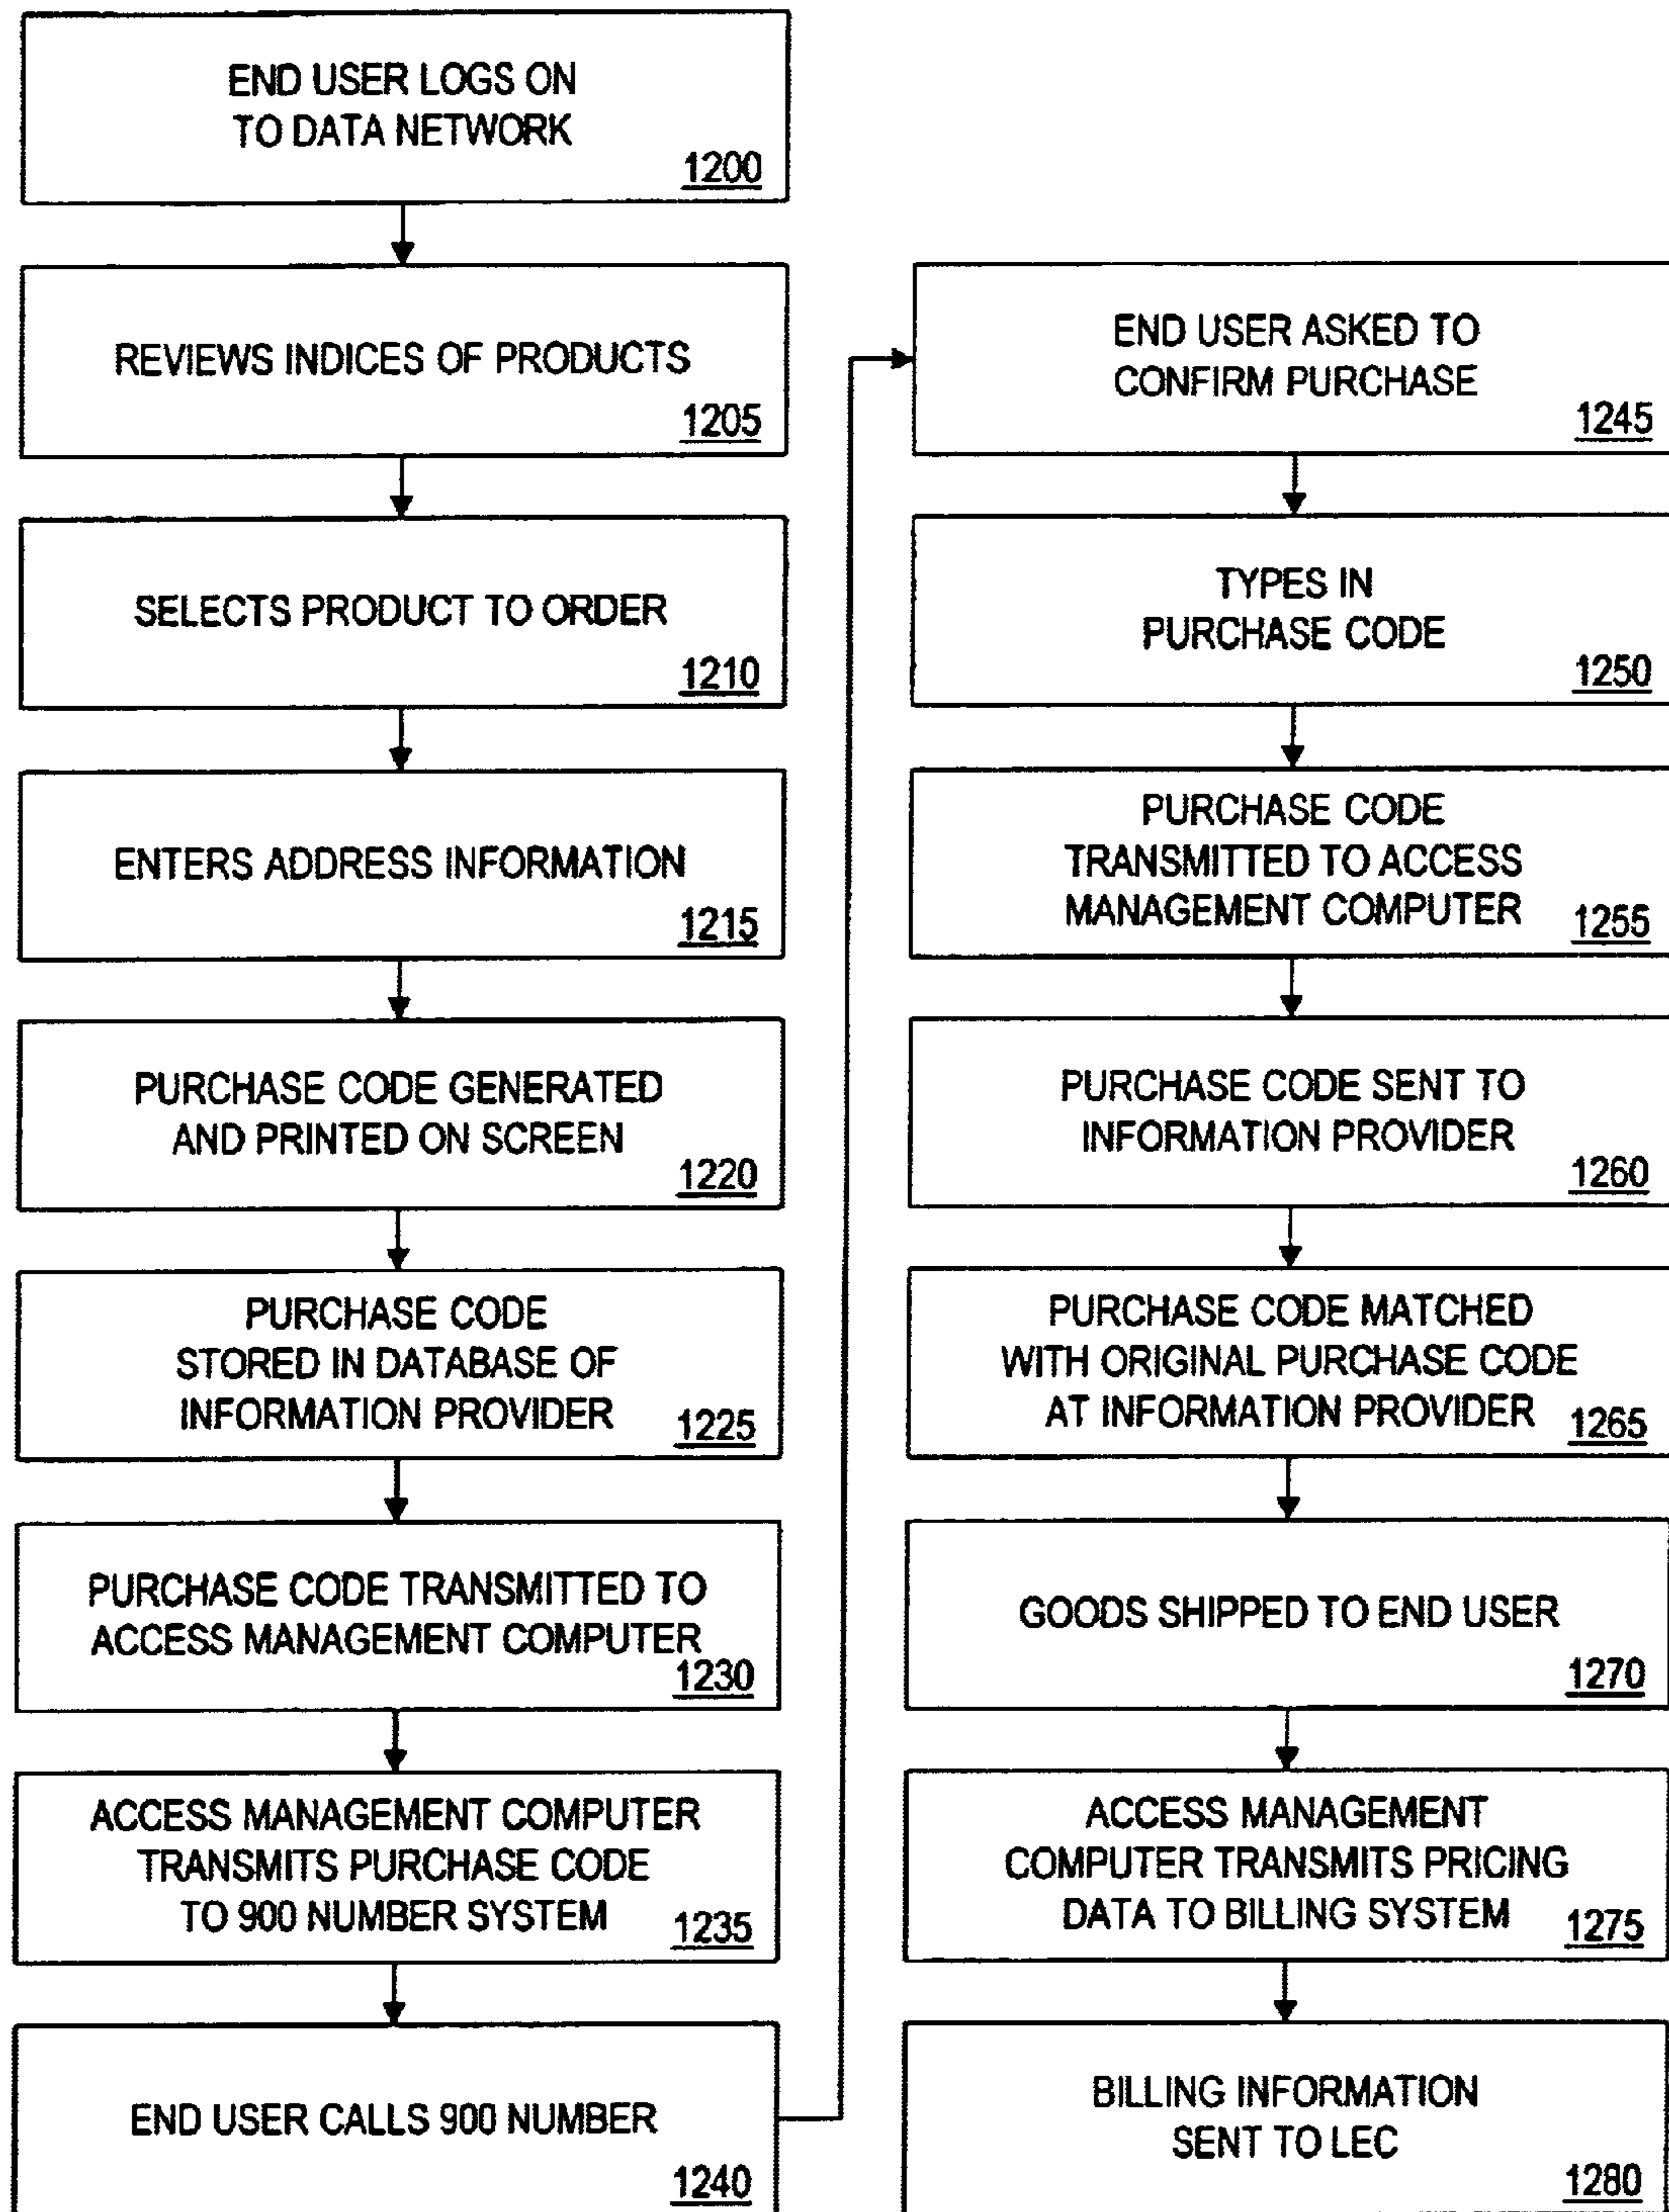 END USER LOGS ON
TO DATA NETWORK
1200
REVIEWS INDICES OF PRODUCTS
1205
SELECTS PRODUCT TO ORDER
1210
ENTERS ADDRESS INFORMATION
1215
PURCHASE CODE GENERATED
AND PRINTED ON SCREEN
1220
PURCHASE CODE
STORED IN DATABASE OF
INFORMATION PROVIDER
1225
PURCHASE CODE TRANSMITTED TO
ACCESS MANAGEMENT COMPUTER
1230
ACCESS MANAGEMENT COMPUTER
TRANSMITS PURCHASE CODE
TO 900 NUMBER SYSTEM
1235
END USER CALLS 900 NUMBER
1240
END USER ASKED TO
CONFIRM PURCHASE
1245
TYPES IN
PURCHASE CODE
1250
PURCHASE CODE
TRANSMITTED TO ACCESS
MANAGEMENT COMPUTER
1255
PURCHASE CODE SENT TO
INFORMATION PROVIDER
1260
PURCHASE CODE MATCHED
WITH ORIGINAL PURCHASE CODE
AT INFORMATION PROVIDER
1265
GOODS SHIPPED TO END USER
1270
ACCESS MANAGEMENT
COMPUTER TRANSMITS PRICING
DATA TO BILLING SYSTEM
1275
BILLING INFORMATION
SENT TO LEC
1280